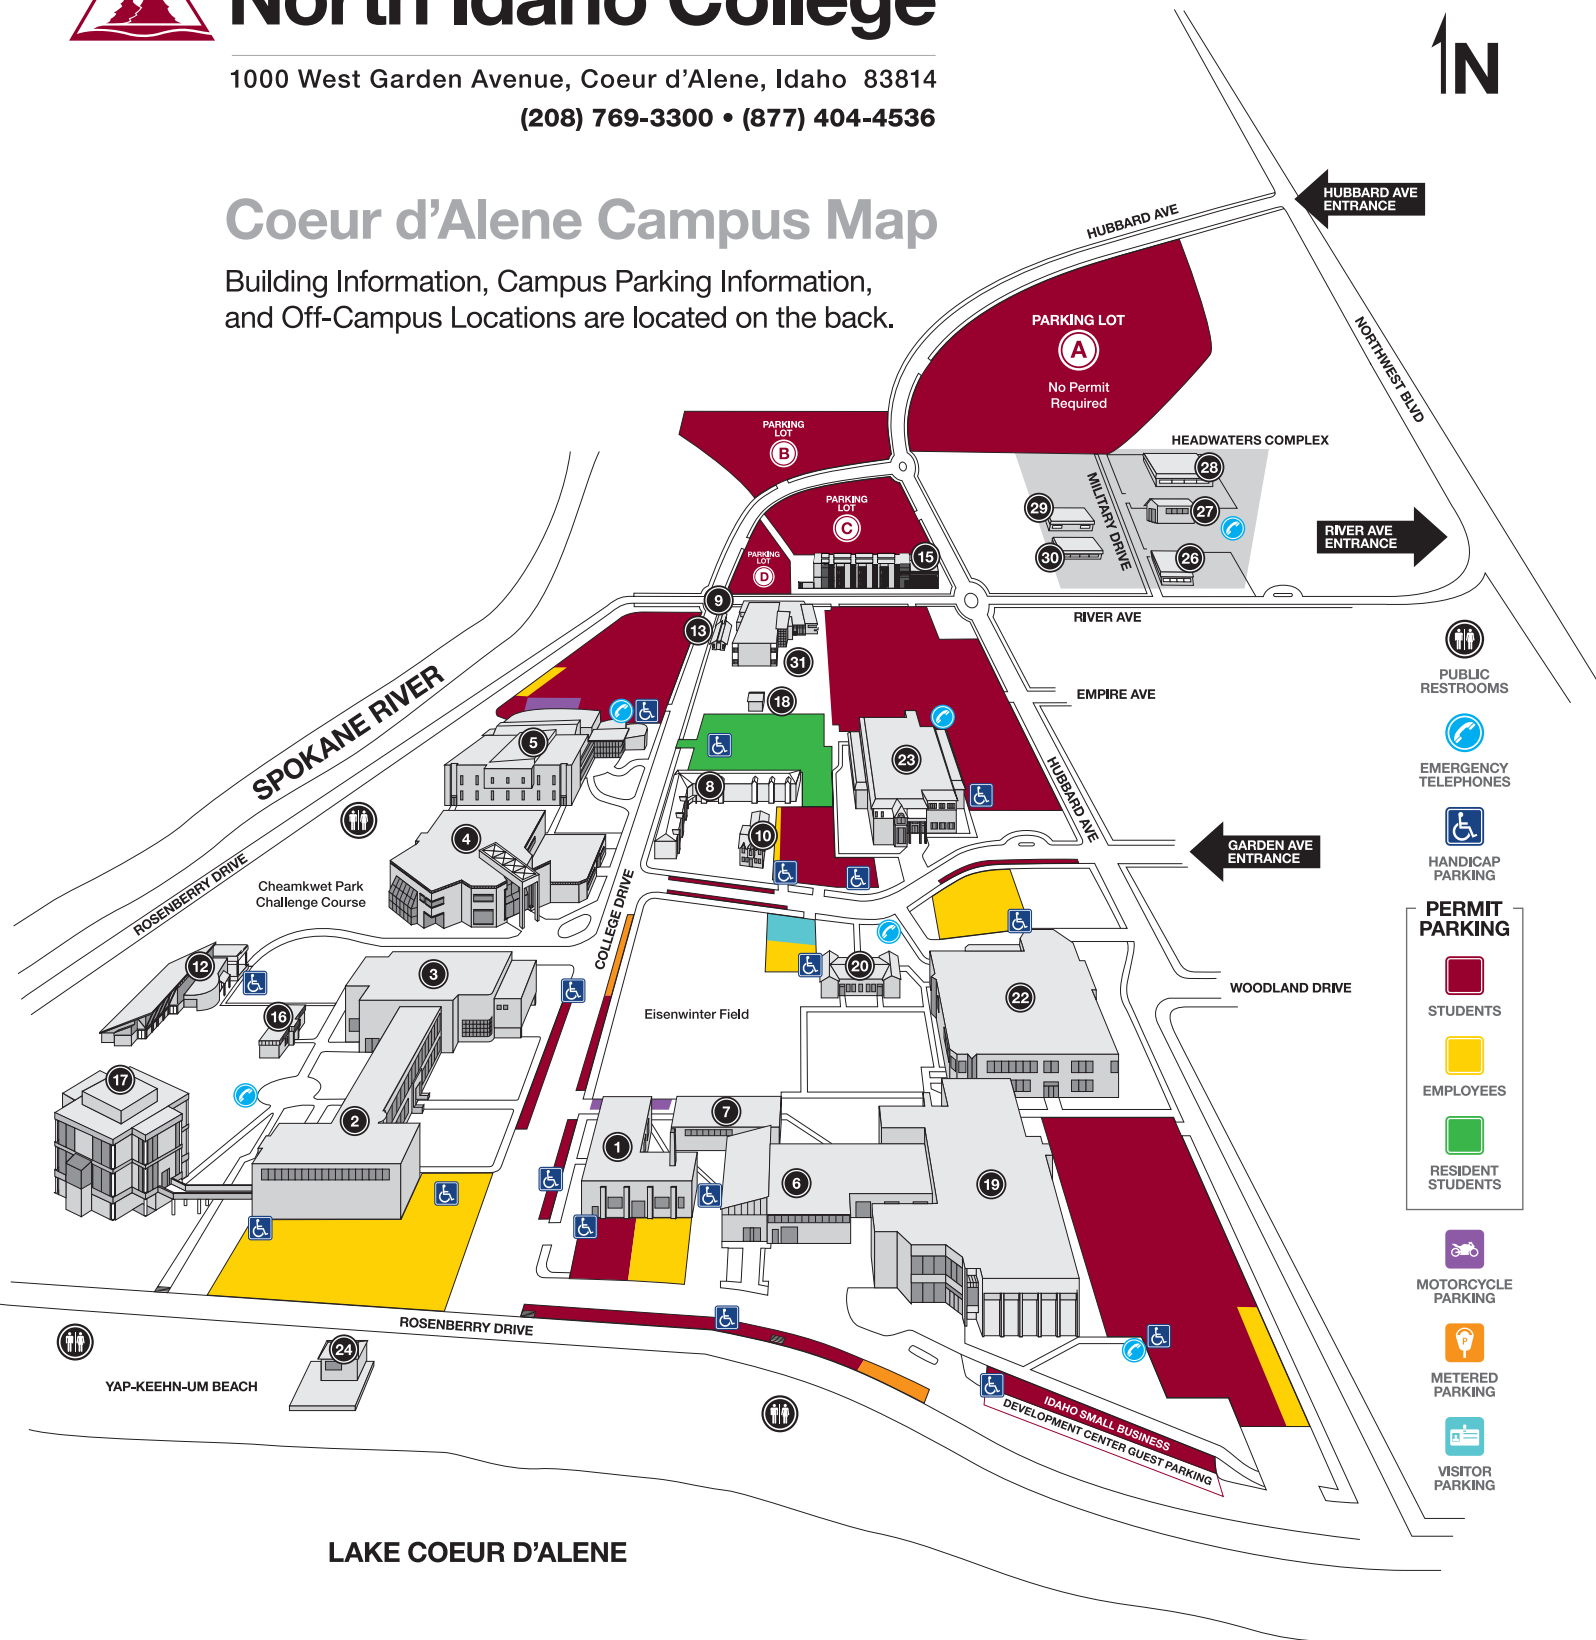 North Idaho College
1000 West Garden Avenue, Coeur d'Alene, Idaho 83814
(208) 769-3300 • (877) 404-4536
N
Coeur d'Alene Campus Map
Building Information, Campus Parking Information,
and Off-Campus Locations are located on the back.
HUBBARD AVE
ENTRANCE
HUBBARD AVE
PARKING LOT
A
No Permit
Required
NORTHWEST BLVD
PARKING
LOT
B
HEADWATERS COMPLEX
28
MILITARY DRIVE
27
29
30
26
PARKING
LOT
C
RIVER AVE
ENTRANCE
PARKING
LOT
D
15
9
13
31
RIVER AVE
SPOKANE RIVER
18
EMPIRE AVE
5
23
8
HUBBARD AVE
10
4
GARDEN AVE
ENTRANCE
ROSENBERRY DRIVE
Cheamkwet Park
Challenge Course
COLLEGE DRIVE
12
3
20
WOODLAND DRIVE
22
16
Eisenwinter Field
17
2
7
1
6
19
ROSENBERRY DRIVE
24
YAP-KEEHN-UM BEACH
IDAHO SMALL BUSINESS
DEVELOPMENT CENTER GUEST PARKING
LAKE COEUR D'ALENE
PUBLIC
RESTROOMS
EMERGENCY
TELEPHONES
HANDICAP
PARKING
PERMIT
PARKING
STUDENTS
EMPLOYEES
RESIDENT
STUDENTS
MOTORCYCLE
PARKING
P
METERED
PARKING
VISITOR
PARKING